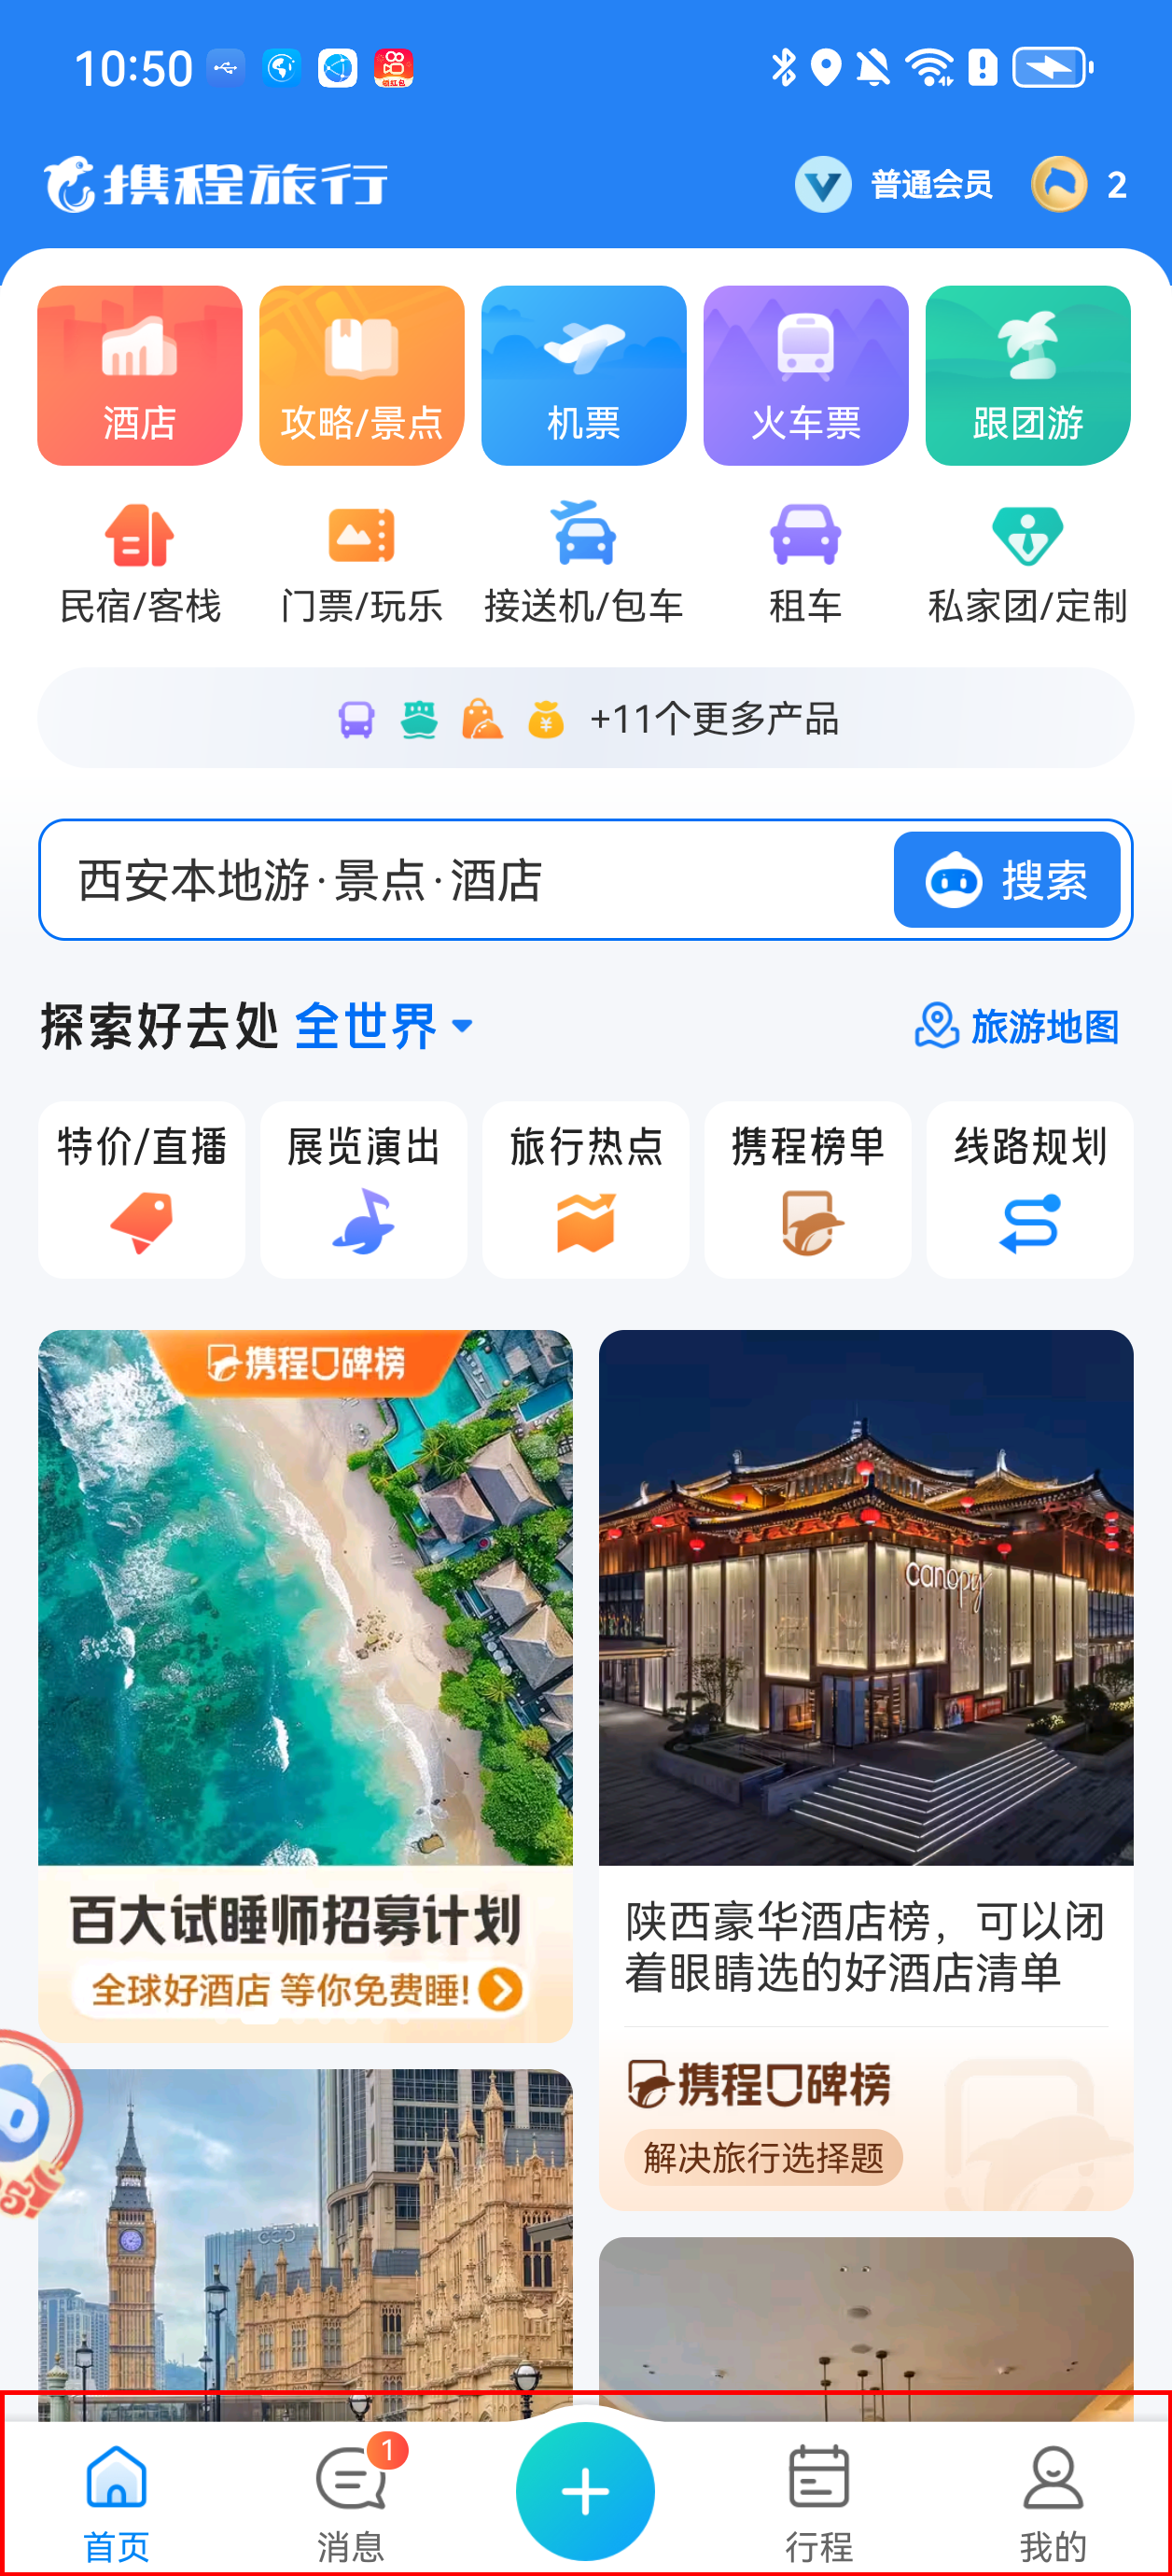 10:50
领红包
携程旅行
普通会员
2
酒店
攻略/景点
机票
火车票
跟团游
民宿/客栈
门票/玩乐
接送机/包车
租车
私家团/定制
+11个更多产品
西安本地游·景点·酒店
搜索
探索好去处 全世界
旅游地图
特价/直播
展览演出
旅行热点
携程榜单
线路规划
携程口碑榜
百大试睡师招募计划
全球好酒店 等你免费睡!
canopy
陕西豪华酒店榜，可以闭
着眼睛选的好酒店清单
携程口碑榜
解决旅行选择题
首页
消息
1
行程
我的